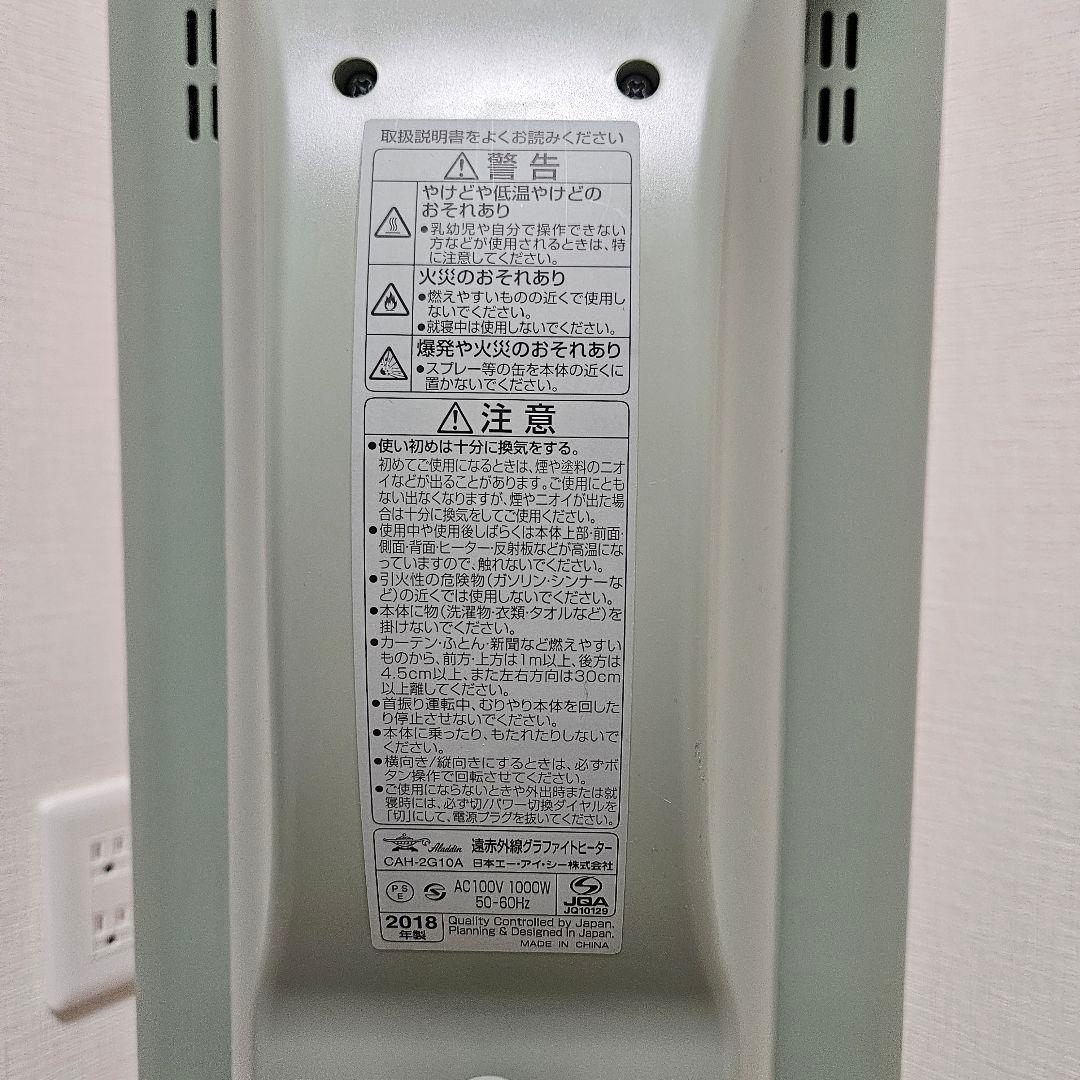 取扱説明書をよくお読みください
警告
やけどや低温やけどの
おそれあり
●乳幼児や自分で操作できない
方などが使用されるときは、特
に注意してください。
火災のおそれあり
●燃えやすいものの近くで使用し
ないでください。
●就寝中は使用しないでください。
爆発や火災のおそれあり
●スプレー等の缶を本体の近くに
置かないでください。
注意
●使い初めは十分に換気をする。
初めてご使用になるときは、煙や塗料のニオ
イなどが出ることがあります。ご使用にとも
ない出なくなりますが、煙やニオイが出た場
合は十分に換気をしてご使用ください。
●使用中や使用後しばらくは本体上部・前面・
側面・背面・ヒーター・反射板などが高温にな
っていますので、触れないでください。
●引火性の危険物(ガソリン・シンナーな
ど)の近くでは使用しないでください。
●本体に物(洗濯物・衣類・タオルなど)を
掛けないでください。
●カーテン・ふとん・新聞など燃えやすい
ものから、前方・上方は1m以上、後方は
4.5cm以上、また左右方向は30cm
以上離してください。
●首振り運転中、むりやり本体を回した
り停止させないでください。
●本体に乗ったり、もたれたりしないで
ください。
●横向き/縦向きにするときは、必ずボ
タン操作で回転させてください。
●ご使用にならないときや外出時または就
寝時には、必ず切/パワー切換ダイヤルを
「切」にして、電源プラグを抜いてください。
Aladdin 遠赤外線グラファイトヒーター
CAH-2G10A 日本エー・アイ・シー株式会社
PSE AC100V 1000W
50-60Hz
JQA
JQ10129
2018
年製
Quality Controlled by Japan.
Planning & Designed in Japan.
MADE IN CHINA